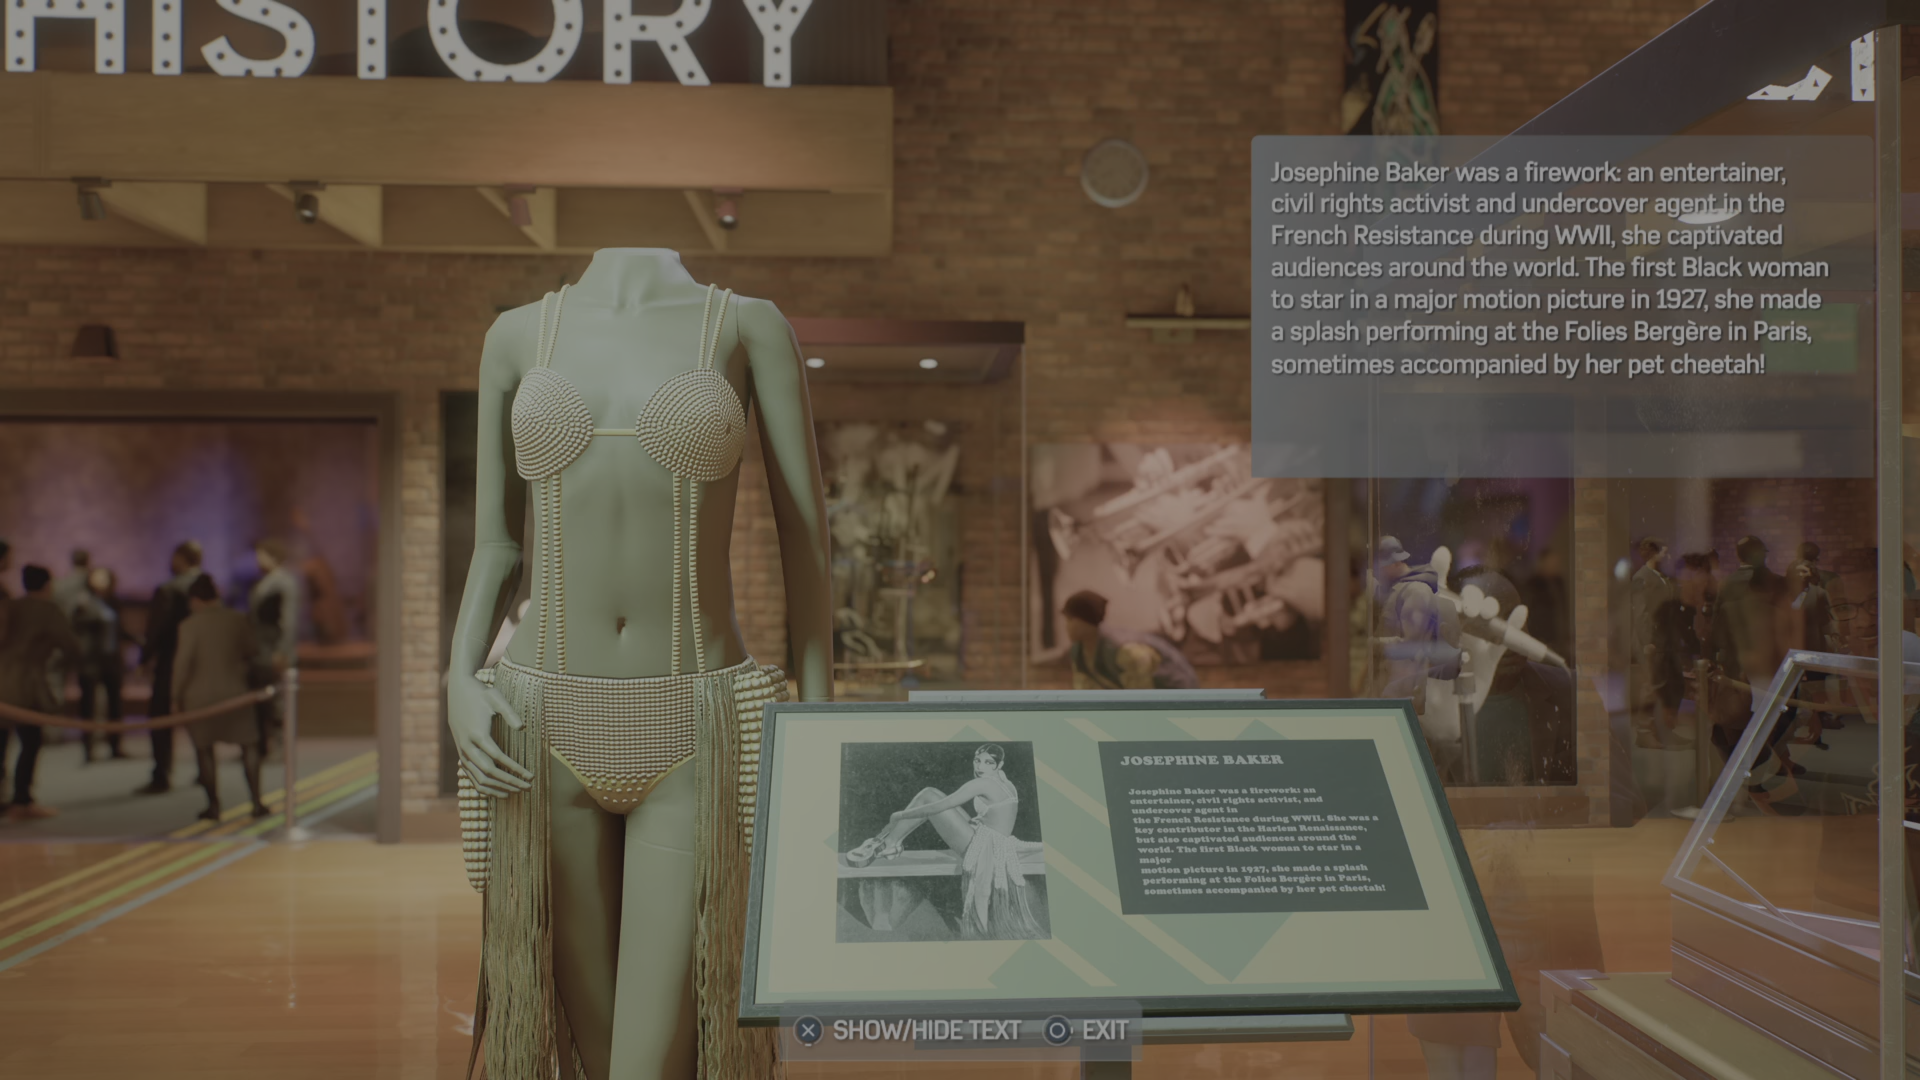 HISTORY
Josephine Baker was a firework: an entertainer,
civil rights activist and undercover agent in the
French Resistance during WWII, she captivated
audiences around the world. The first Black woman
to star in a major motion picture in 1927, she made
a splash performing at the Folies Bergère in Paris,
sometimes accompanied by her pet cheetah!
JOSEPHINE BAKER
Josephine Baker was a firework: an
entertainer, civil rights activist, and
undercover agent in
the French Resistance during WWII. She was a
key contributor in the Harlem Renaissance,
but also captivated audiences around the
world. The first Black woman to star in a
major
motion picture in 1927, she made a splash
performing at the Folies Bergère in Paris,
sometimes accompanied by her pet cheetah!
SHOW/HIDE TEXT EXIT